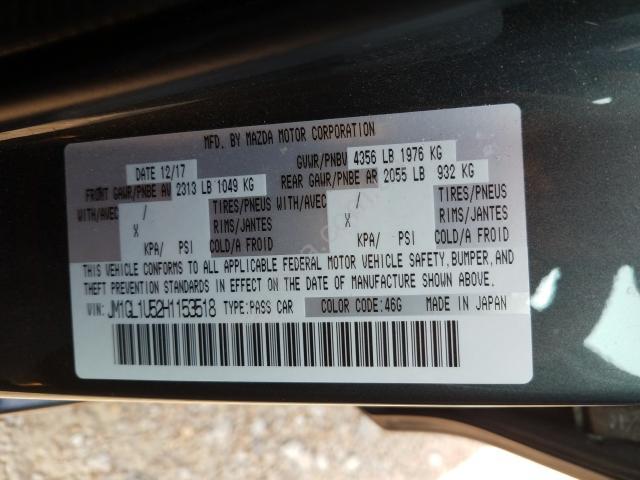 MFD. BY MAZDA MOTOR CORPORATION
DATE 12/17 GVWR/PNBV 4356 LB 1976 KG
FRONT GAWR/PNBE AV 2313 LB 1049 KG REAR GAWR/PNBE AR 2055 LB 932 KG
WITH/AVEC / TIRES/PNEUS WITH/AVEC / TIRES/PNEUS
X RIMS/JANTES X RIMS/JANTES
KPA/ PSI COLD/A FROID KPA/ PSI COLD/A FROID
THIS VEHICLE CONFORMS TO ALL APPLICABLE FEDERAL MOTOR VEHICLE SAFETY, BUMPER, AND
THEFT PREVENTION STANDARDS IN EFFECT ON THE DATE OF MANUFACTURE SHOWN ABOVE.
VIN: JM1GL1U52H1153518 TYPE:PASS CAR COLOR CODE:46G MADE IN JAPAN